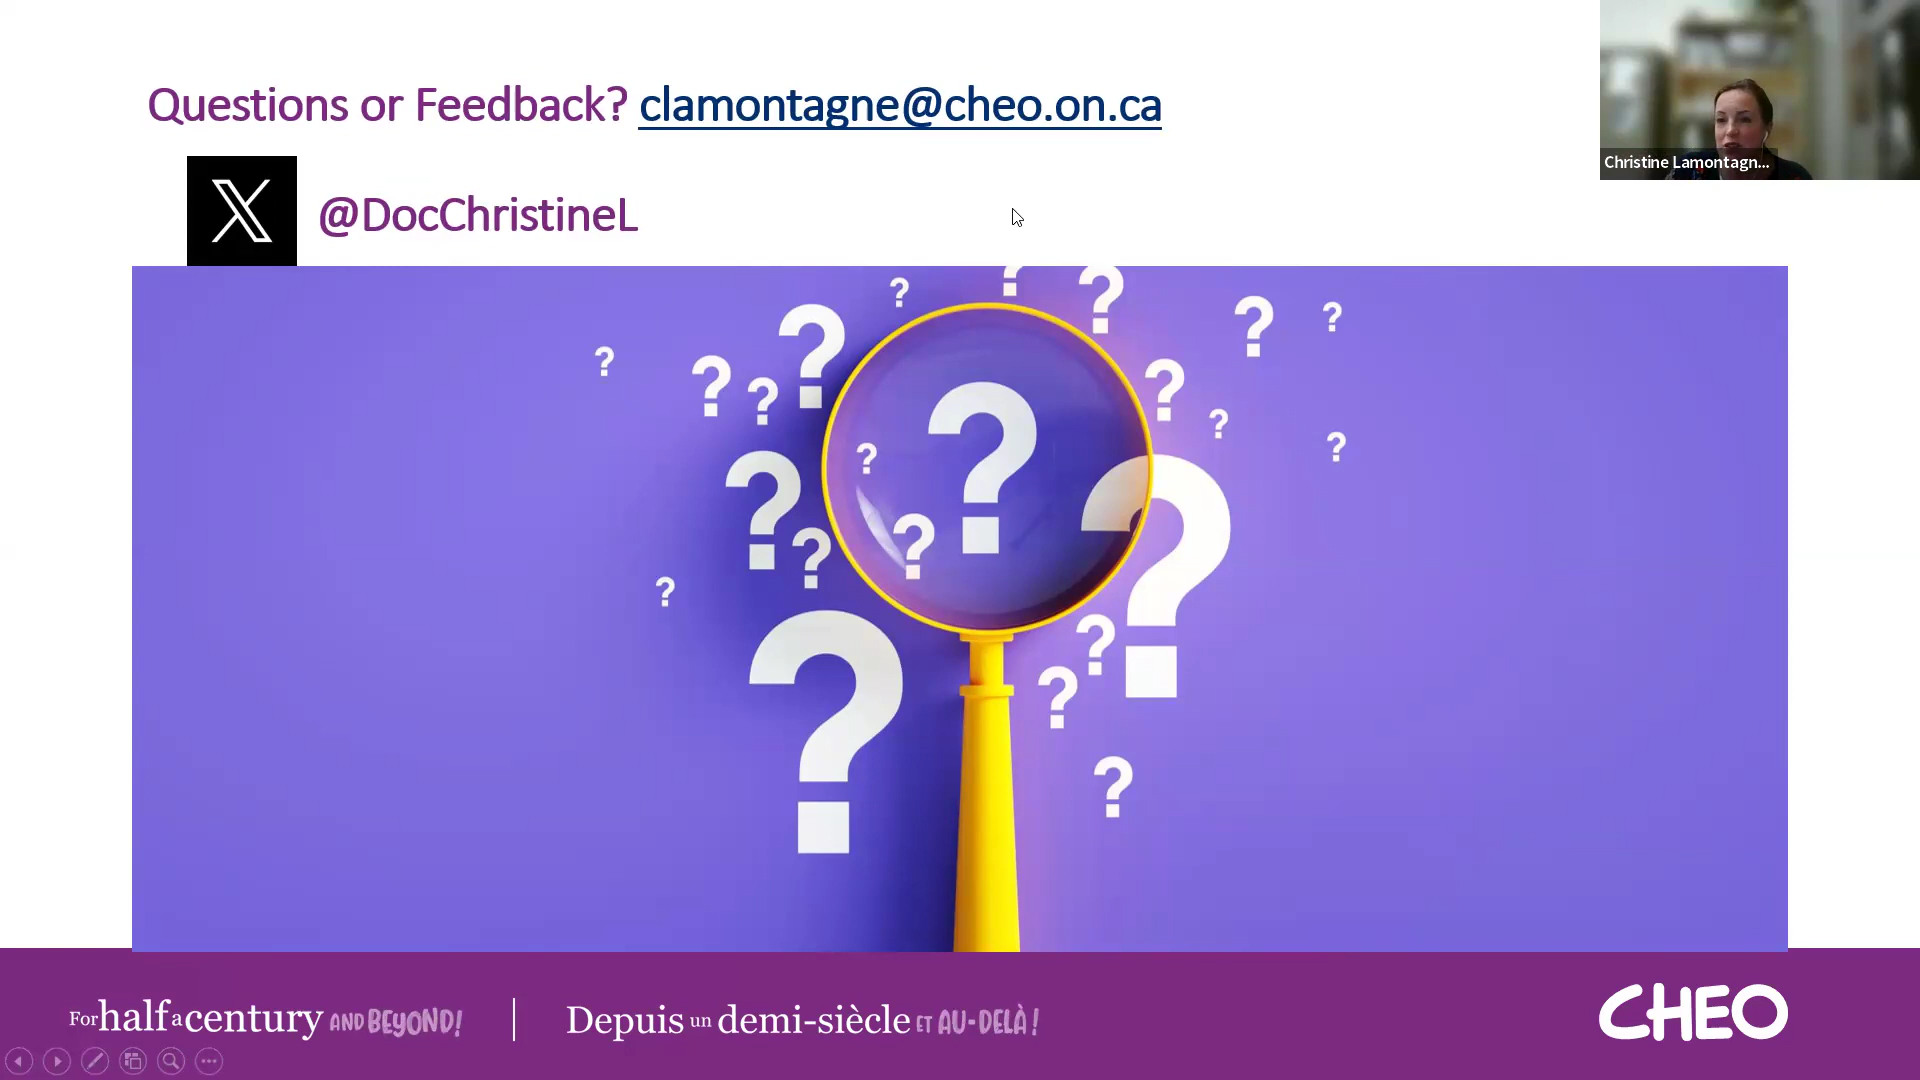 Questions or Feedback? clamontagne@cheo.on.ca
Christine Lamontagn...
X @DocChristineL
? ? ? ? ? ? ? ? ? ? ? ? ? ? ? ? ? ? ? ? ? ? ? ?
For half a century AND BEYOND! | Depuis un demi-siècle ET AU-DELÀ !
CHEO